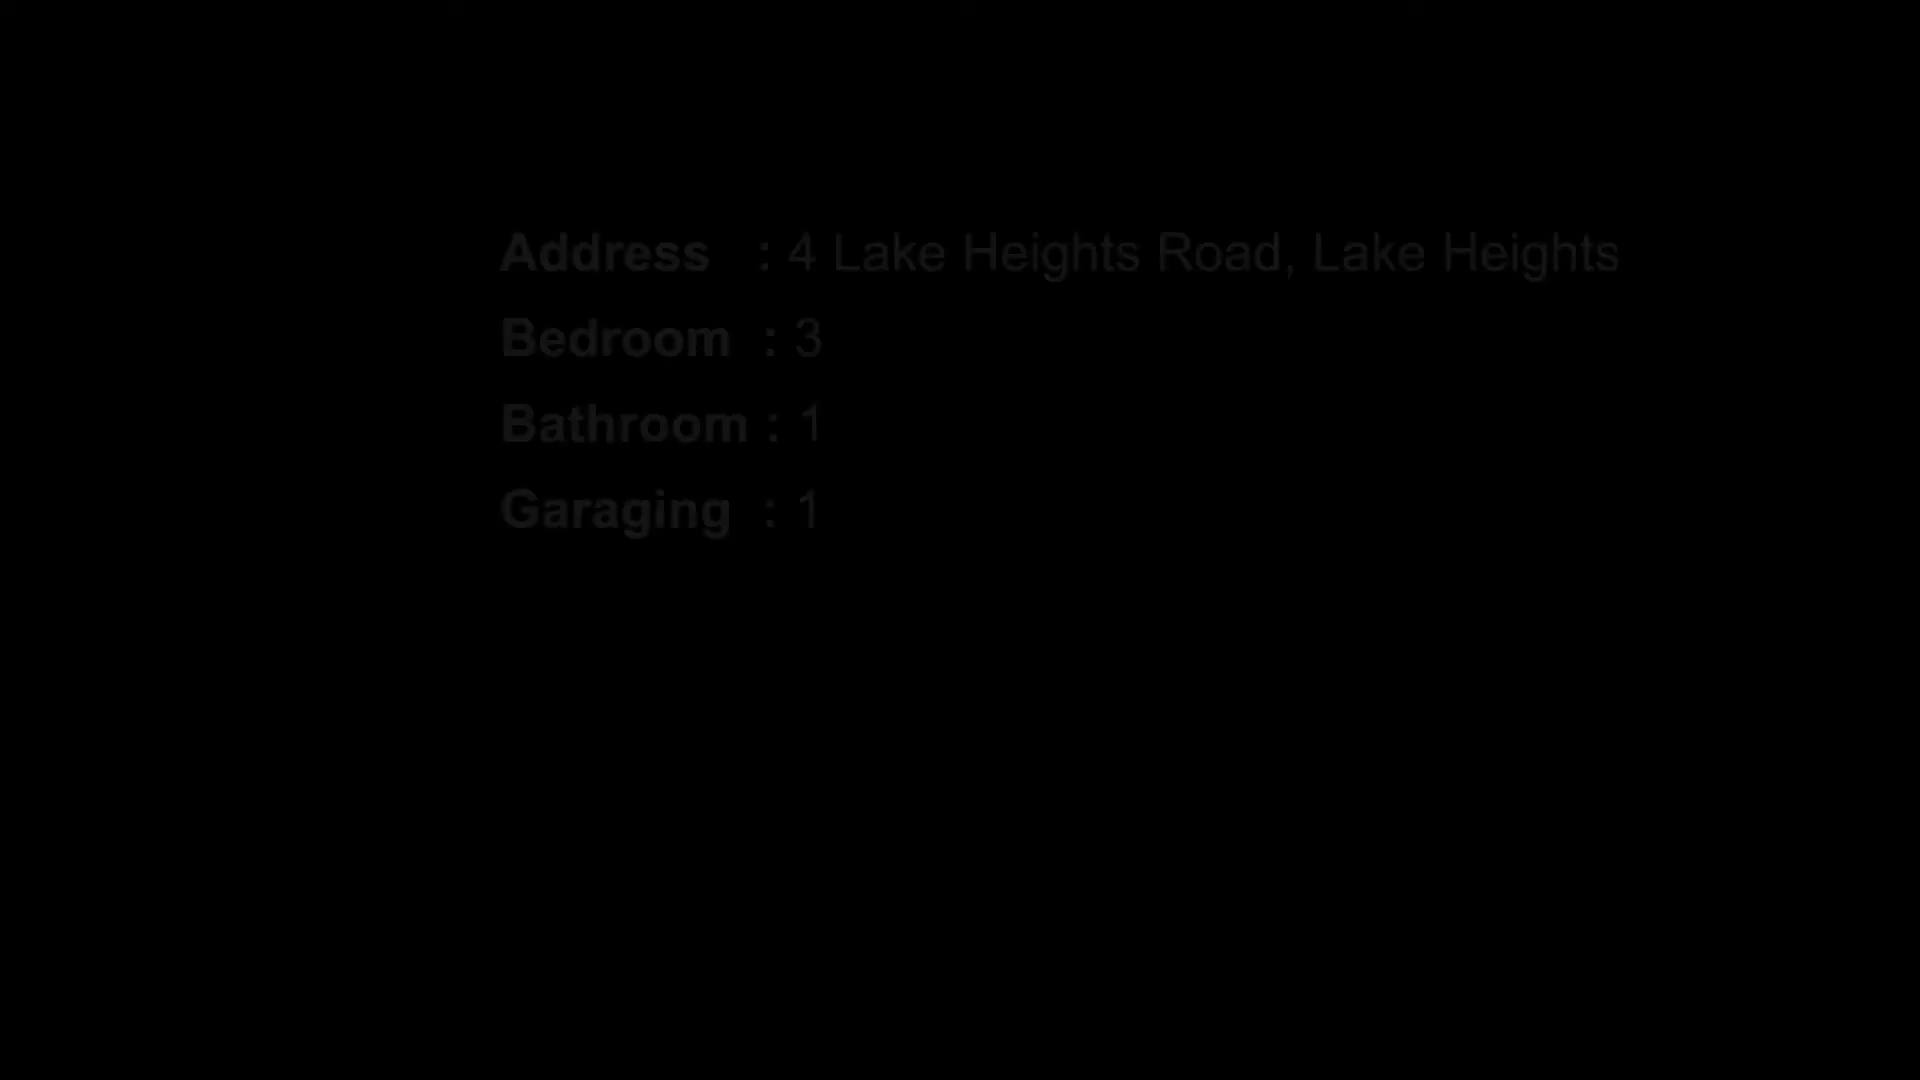 Address : 4 Lake Heights Road, Lake Heights
Bedroom : 3
Bathroom : 1
Garaging : 1